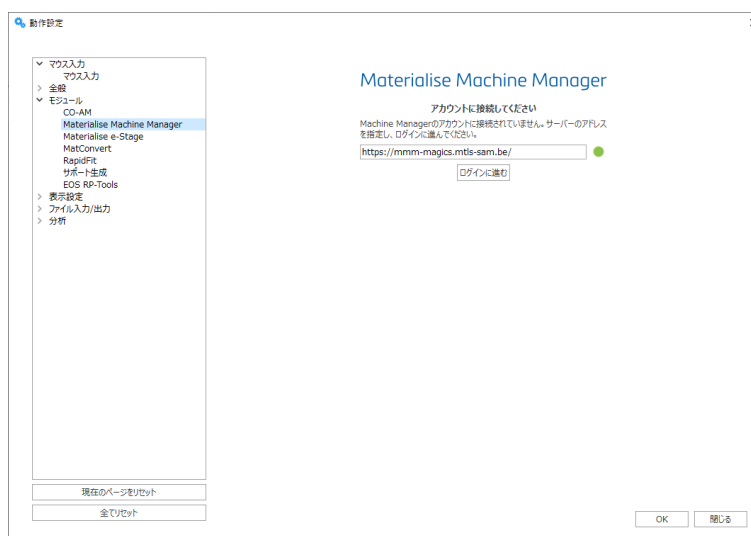 動作設定
マウス入力
マウス入力
全般
モジュール
CO-AM
Materialise Machine Manager
Materialise e-Stage
MatConvert
RapidFit
サポート生成
EOS RP-Tools
表示設定
ファイル入力/出力
分析
現在のページをリセット
全てリセット
Materialise Machine Manager
アカウントに接続してください
Machine Managerのアカウントに接続されていません。サーバーのアドレス
を指定し、ログインに進んでください。
https://mmm-magics.mtls-sam.be/
ログインに進む
OK
閉じる